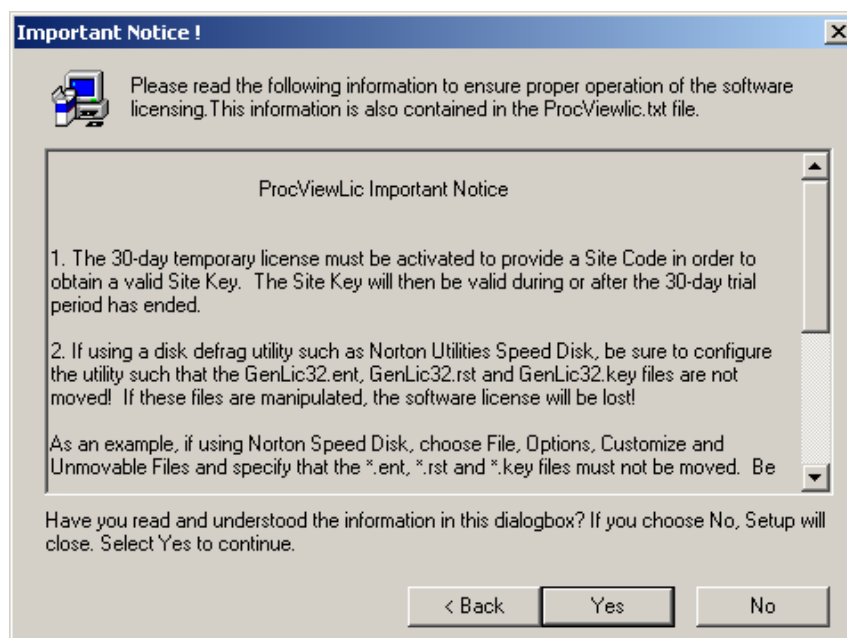 Important Notice !
Please read the following information to ensure proper operation of the software
licensing.This information is also contained in the ProcViewlic.txt file.
ProcViewLic Important Notice
1. The 30-day temporary license must be activated to provide a Site Code in order to
obtain a valid Site Key.  The Site Key will then be valid during or after the 30-day trial
period has ended.
2. If using a disk defrag utility such as Norton Utilities Speed Disk, be sure to configure
the utility such that the GenLic32.ent, GenLic32.rst and GenLic32.key files are not
moved!  If these files are manipulated, the software license will be lost!
As an example, if using Norton Speed Disk, choose File, Options, Customize and
Unmovable Files and specify that the *.ent, *.rst and *.key files must not be moved.  Be
Have you read and understood the information in this dialogbox? If you choose No, Setup will
close. Select Yes to continue.
< Back
Yes
No